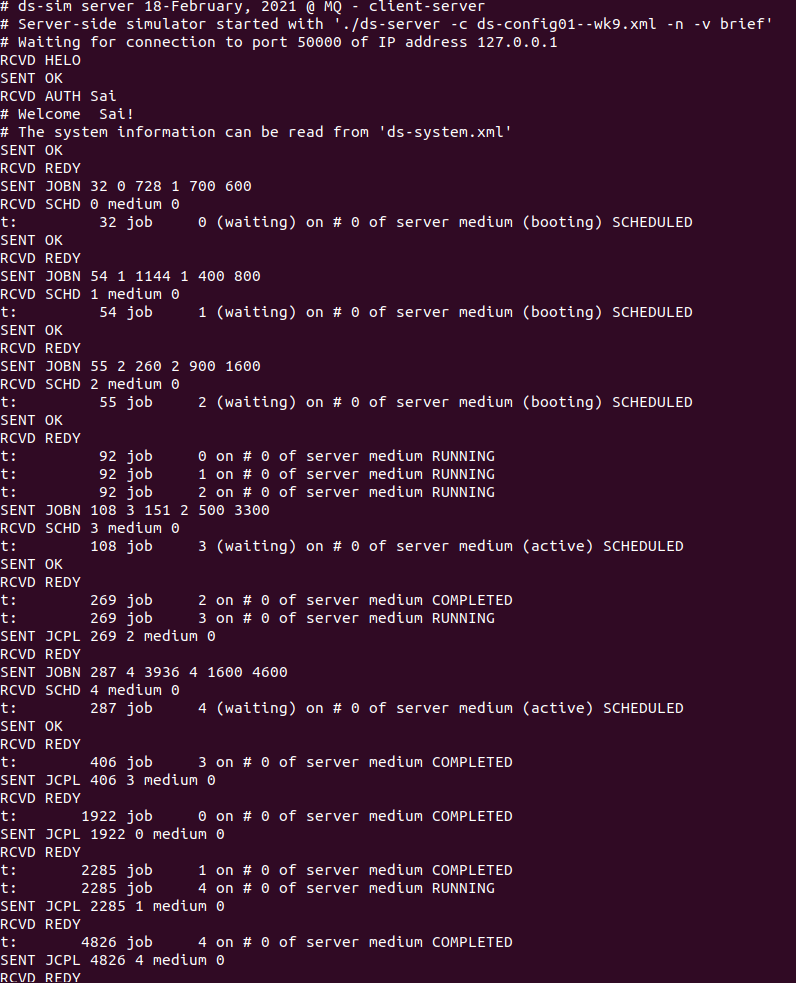 # ds-sim server 18-February, 2021 @ MQ - client-server
# Server-side simulator started with './ds-server -c ds-config01--wk9.xml -n -v brief'
# Waiting for connection to port 50000 of IP address 127.0.0.1
RCVD HELO
SENT OK
RCVD AUTH Sai
# Welcome  Sai!
# The system information can be read from 'ds-system.xml'
SENT OK
RCVD REDY
SENT JOBN 32 0 728 1 700 600
RCVD SCHD 0 medium 0
t:         32 job     0 (waiting) on # 0 of server medium (booting) SCHEDULED
SENT OK
RCVD REDY
SENT JOBN 54 1 1144 1 400 800
RCVD SCHD 1 medium 0
t:         54 job     1 (waiting) on # 0 of server medium (booting) SCHEDULED
SENT OK
RCVD REDY
SENT JOBN 55 2 260 2 900 1600
RCVD SCHD 2 medium 0
t:         55 job     2 (waiting) on # 0 of server medium (booting) SCHEDULED
SENT OK
RCVD REDY
t:         92 job     0 on # 0 of server medium RUNNING
t:         92 job     1 on # 0 of server medium RUNNING
t:         92 job     2 on # 0 of server medium RUNNING
SENT JOBN 108 3 151 2 500 3300
RCVD SCHD 3 medium 0
t:        108 job     3 (waiting) on # 0 of server medium (active) SCHEDULED
SENT OK
RCVD REDY
t:        269 job     2 on # 0 of server medium COMPLETED
t:        269 job     3 on # 0 of server medium RUNNING
SENT JCPL 269 2 medium 0
RCVD REDY
SENT JOBN 287 4 3936 4 1600 4600
RCVD SCHD 4 medium 0
t:        287 job     4 (waiting) on # 0 of server medium (active) SCHEDULED
SENT OK
RCVD REDY
t:        406 job     3 on # 0 of server medium COMPLETED
SENT JCPL 406 3 medium 0
RCVD REDY
t:       1922 job     0 on # 0 of server medium COMPLETED
SENT JCPL 1922 0 medium 0
RCVD REDY
t:       2285 job     1 on # 0 of server medium COMPLETED
t:       2285 job     4 on # 0 of server medium RUNNING
SENT JCPL 2285 1 medium 0
RCVD REDY
t:       4826 job     4 on # 0 of server medium COMPLETED
SENT JCPL 4826 4 medium 0
RCVD REDY